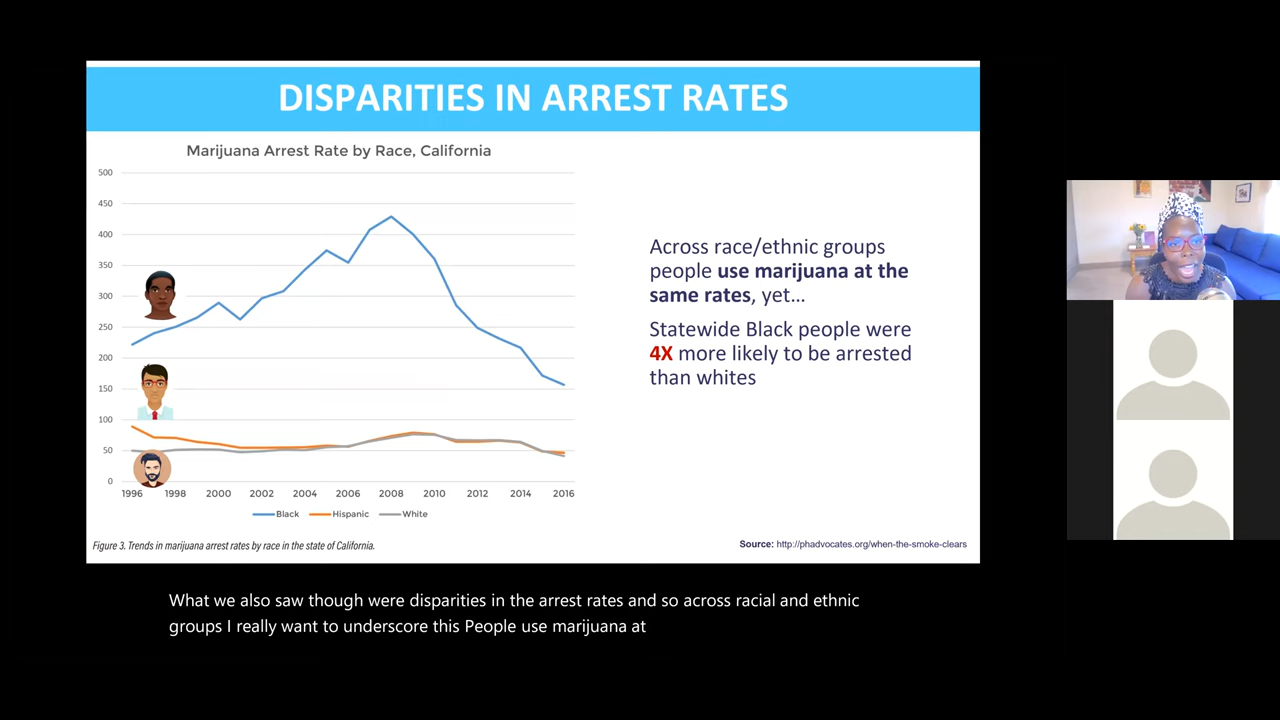 DISPARITIES IN ARREST RATES
Marijuana Arrest Rate by Race, California
500
450
400
350
300
250
200
150
100
50
0
1996 1998 2000 2002 2004 2006 2008 2010 2012 2014 2016
Black Hispanic White
Figure 3. Trends in marijuana arrest rates by race in the state of California.
Across race/ethnic groups
people use marijuana at the
same rates, yet...
Statewide Black people were
4X more likely to be arrested
than whites
Source: http://phadvocates.org/when-the-smoke-clears
What we also saw though were disparities in the arrest rates and so across racial and ethnic
groups I really want to underscore this People use marijuana at